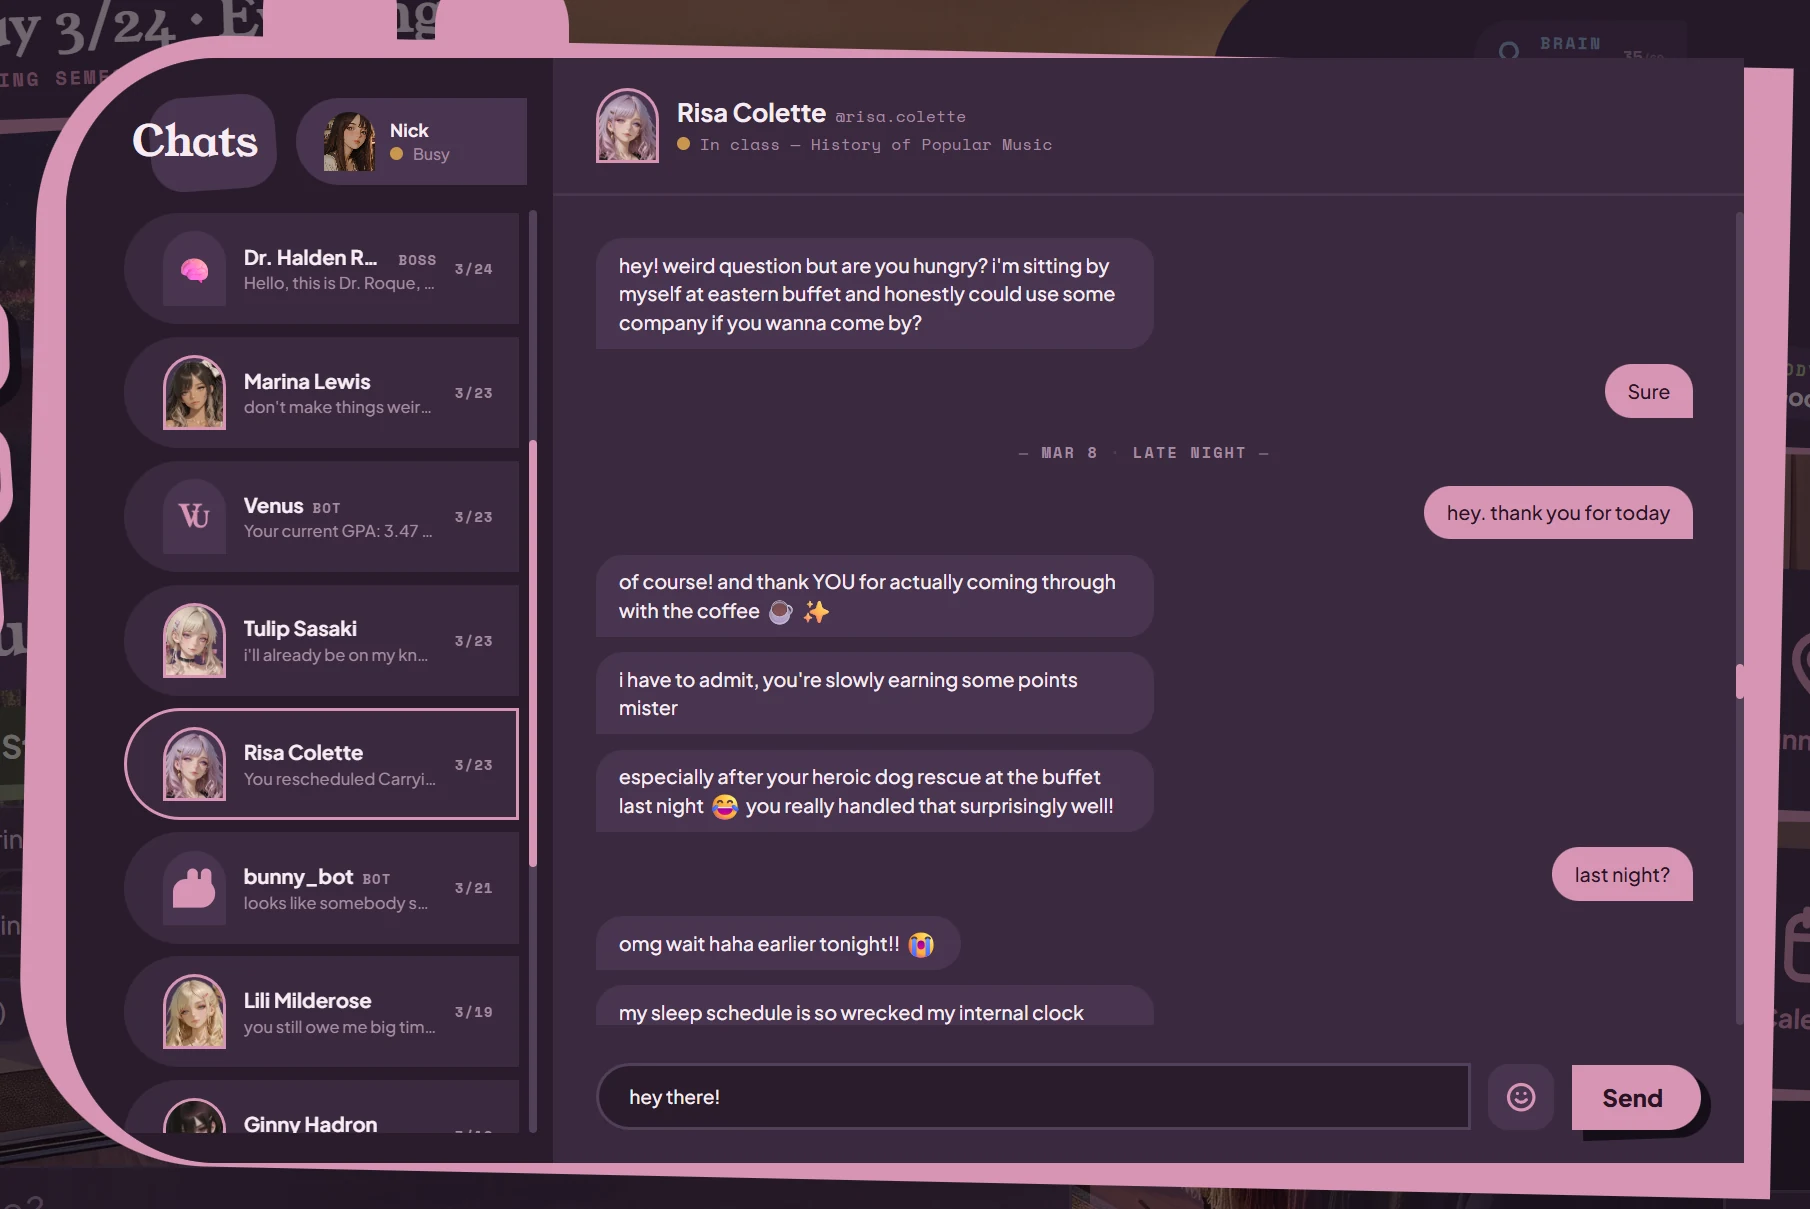 ay 3/24 · E
ng
ING SEME
BRAIN
35
Chats
Nick
Busy
Dr. Halden R... BOSS 3/24
Hello, this is Dr. Roque, ...
Marina Lewis 3/23
don't make things weir...
Venus BOT 3/23
Your current GPA: 3.47 ...
Tulip Sasaki 3/23
i'll already be on my kn...
Risa Colette 3/23
You rescheduled Carryi...
bunny_bot BOT 3/21
looks like somebody s...
Lili Milderose 3/19
you still owe me big tim...
Ginny Hadron
Risa Colette @risa.colette
In class — History of Popular Music
hey! weird question but are you hungry? i'm sitting by
myself at eastern buffet and honestly could use some
company if you wanna come by?
Sure
— MAR 8 · LATE NIGHT —
hey. thank you for today
of course! and thank YOU for actually coming through
with the coffee ☕ ✨
i have to admit, you're slowly earning some points
mister
especially after your heroic dog rescue at the buffet
last night 😂 you really handled that surprisingly well!
last night?
omg wait haha earlier tonight!! 😭
my sleep schedule is so wrecked my internal clock
hey there!
Send